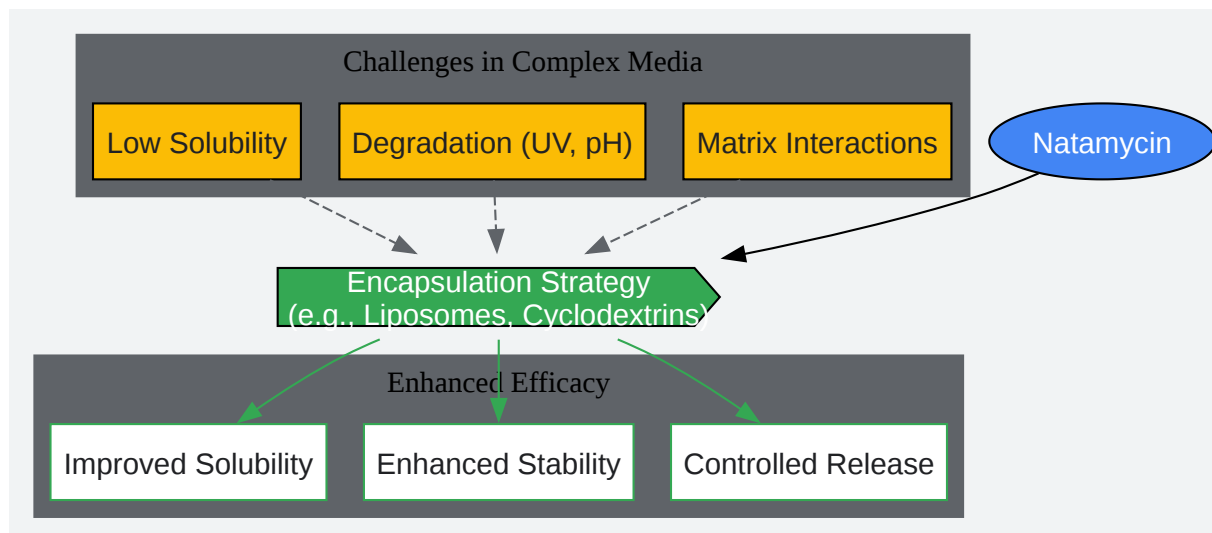 Challenges in Complex Media
Low Solubility
Degradation (UV, pH)
Matrix Interactions
Natamycin
Encapsulation Strategy
(e.g., Liposomes, Cyclodextrins)
Enhanced Efficacy
Improved Solubility
Enhanced Stability
Controlled Release